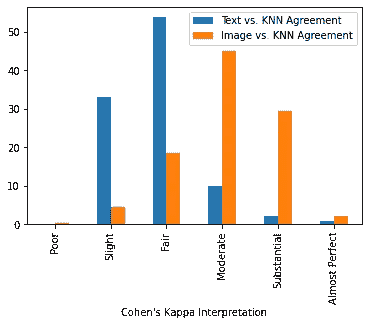 Text vs. KNN Agreement
Image vs. KNN Agreement
50
40
30
20
10
0
Poor
Slight
Fair
Moderate
Substantial
Almost Perfect
Cohen's Kappa Interpretation